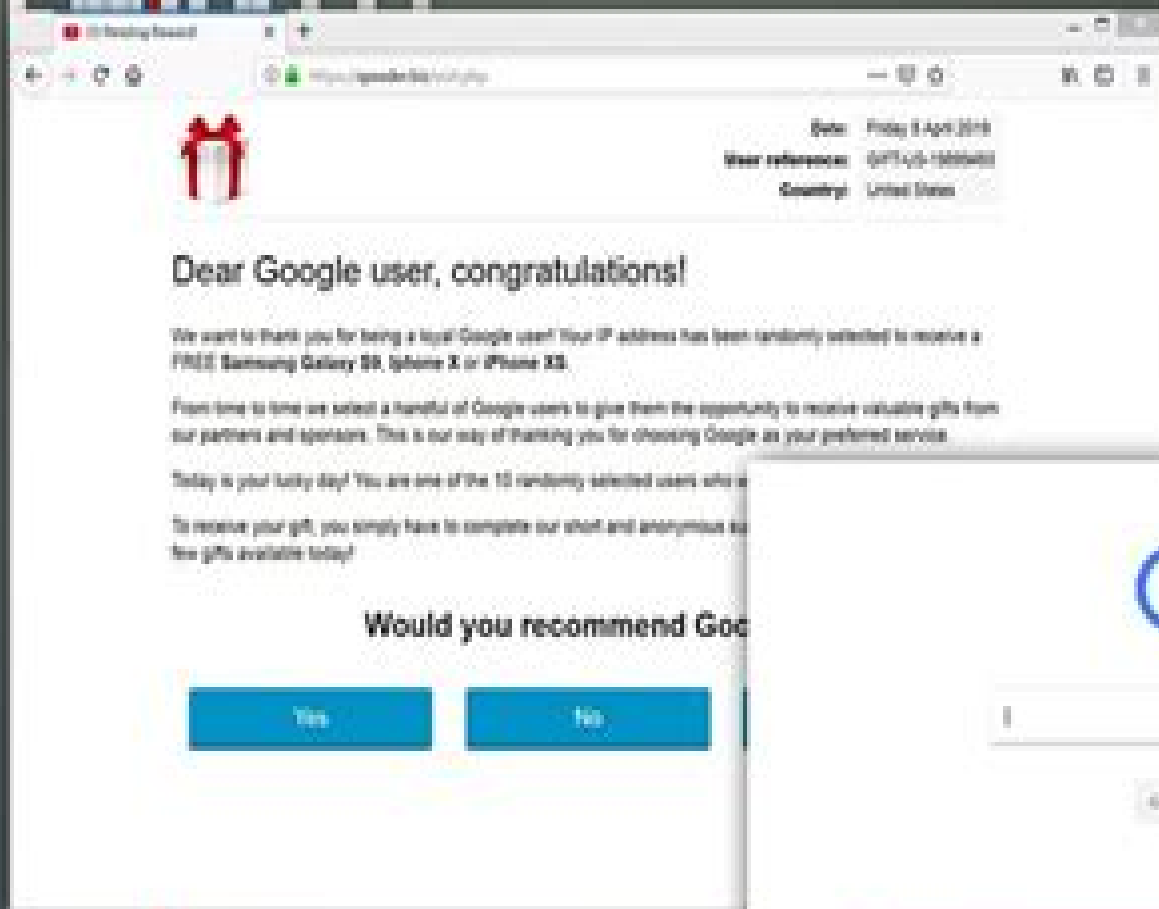 Date: Friday 5 April 2019
User reference:
Country: United States
Dear Google user, congratulations!
We want to thank you for being a loyal Google user! Your IP address has been randomly selected to receive a
FREE Samsung Galaxy S9, Iphone X or iPhone XS.
From time to time we select a handful of Google users to give them the opportunity to receive valuable gifts from
our partners and sponsors. This is our way of thanking you for choosing Google as your preferred service.
Today is your lucky day! You are one of the 10 randomly selected users who
To receive your gift, you simply have to complete our short and anonymous
few gifts available today!
Would you recommend Goo
Yes
No